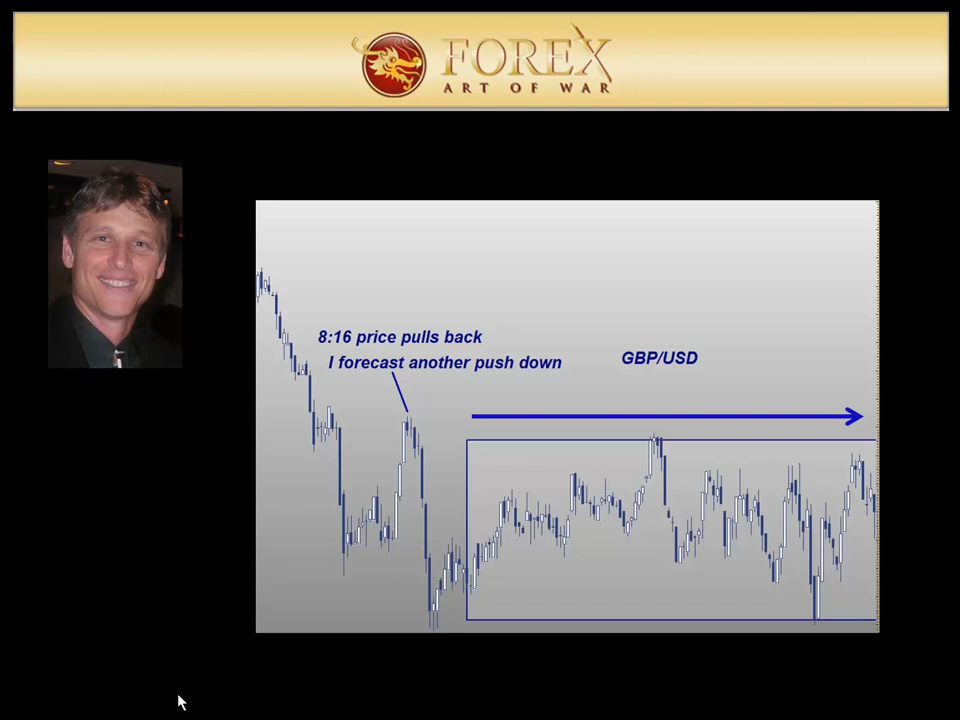 FOREX
ART OF WAR
8:16 price pulls back
I forecast another push down
GBP/USD